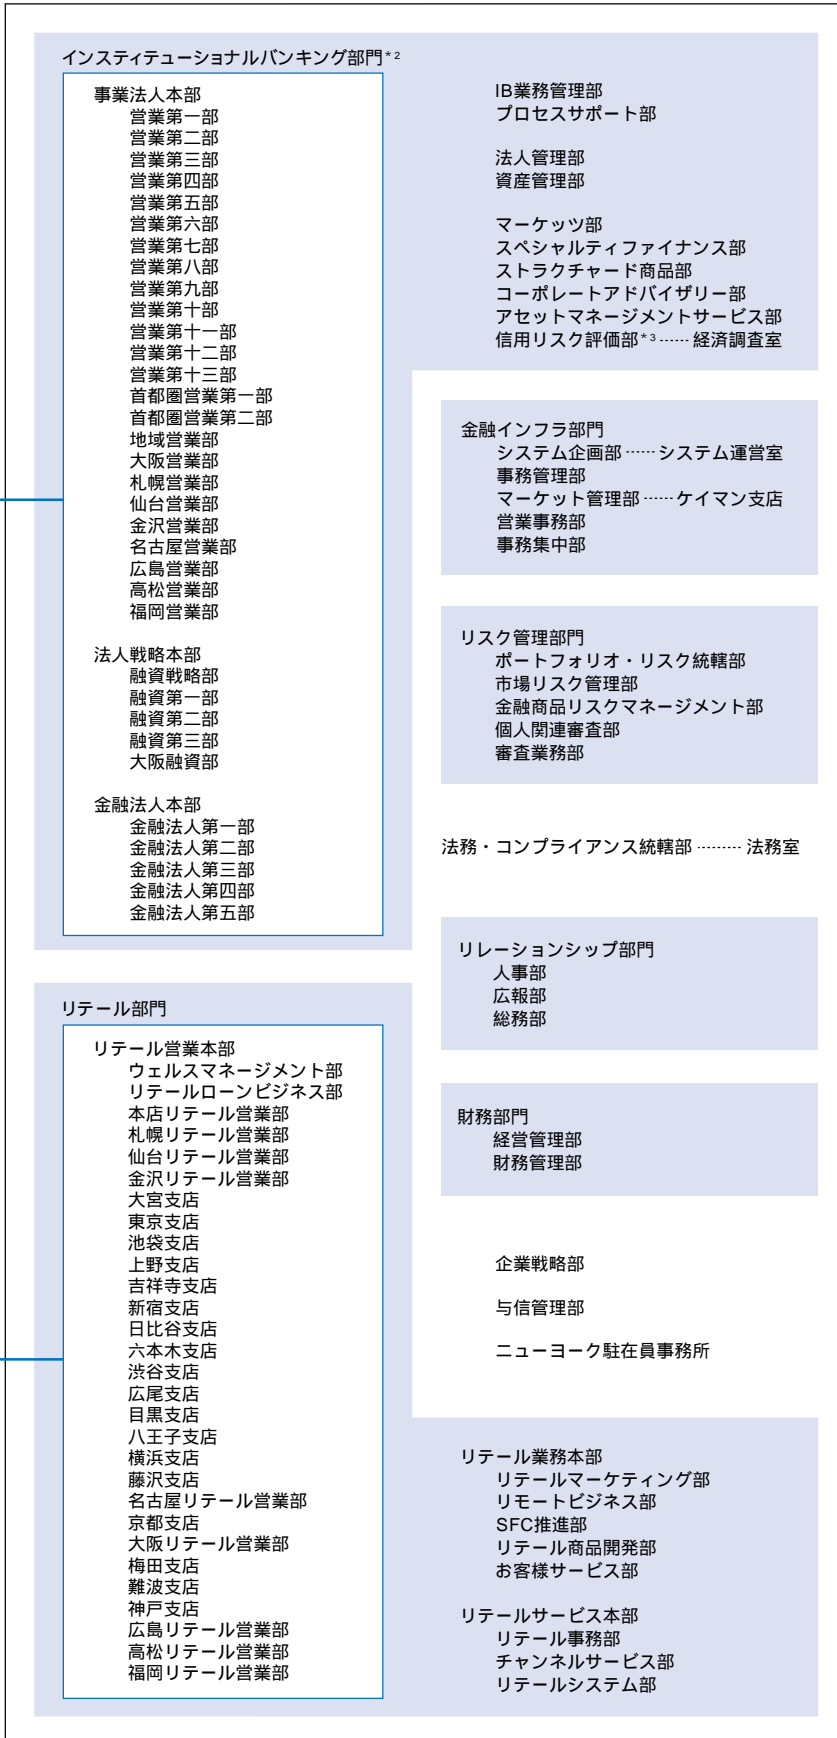 インスティテューショナルバンキング部門*2
事業法人本部
営業第一部
営業第二部
営業第三部
営業第四部
営業第五部
営業第六部
営業第七部
営業第八部
営業第九部
営業第十部
営業第十一部
営業第十二部
営業第十三部
首都圏営業第一部
首都圏営業第二部
地域営業部
大阪営業部
札幌営業部
仙台営業部
金沢営業部
名古屋営業部
広島営業部
高松営業部
福岡営業部
法人戦略本部
融資戦略部
融資第一部
融資第二部
融資第三部
大阪融資部
金融法人本部
金融法人第一部
金融法人第二部
金融法人第三部
金融法人第四部
金融法人第五部
IB業務管理部
プロセスサポート部
法人管理部
資産管理部
マーケッツ部
スペシャルティファイナンス部
ストラクチャード商品部
コーポレートアドバイザリー部
アセットマネージメントサービス部
信用リスク評価部*3 ‥‥‥ 経済調査室
金融インフラ部門
システム企画部 ‥‥‥ システム運営室
事務管理部
マーケット管理部 ‥‥‥ ケイマン支店
営業事務部
事務集中部
リスク管理部門
ポートフォリオ・リスク統轄部
市場リスク管理部
金融商品リスクマネージメント部
個人関連審査部
審査業務部
法務・コンプライアンス統轄部 ‥‥‥‥ 法務室
リレーションシップ部門
人事部
広報部
総務部
財務部門
経営管理部
財務管理部
企業戦略部
与信管理部
ニューヨーク駐在員事務所
リテール部門
リテール営業本部
ウェルスマネージメント部
リテールローンビジネス部
本店リテール営業部
札幌リテール営業部
仙台リテール営業部
金沢リテール営業部
大宮支店
東京支店
池袋支店
上野支店
吉祥寺支店
新宿支店
日比谷支店
六本木支店
渋谷支店
広尾支店
目黒支店
八王子支店
横浜支店
藤沢支店
名古屋リテール営業部
京都支店
大阪リテール営業部
梅田支店
難波支店
神戸支店
広島リテール営業部
高松リテール営業部
福岡リテール営業部
リテール業務本部
リテールマーケティング部
リモートビジネス部
SFC推進部
リテール商品開発部
お客様サービス部
リテールサービス本部
リテール事務部
チャンネルサービス部
リテールシステム部